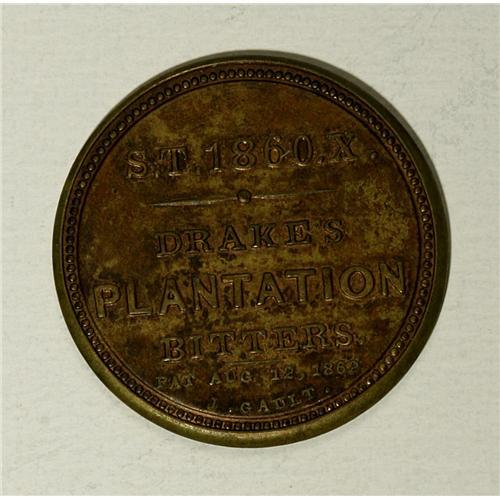 S.T.1860.X.
DRAKE'S
PLANTATION
BITTERS,
PAT AUG. 12, 1862
J. GAULT.